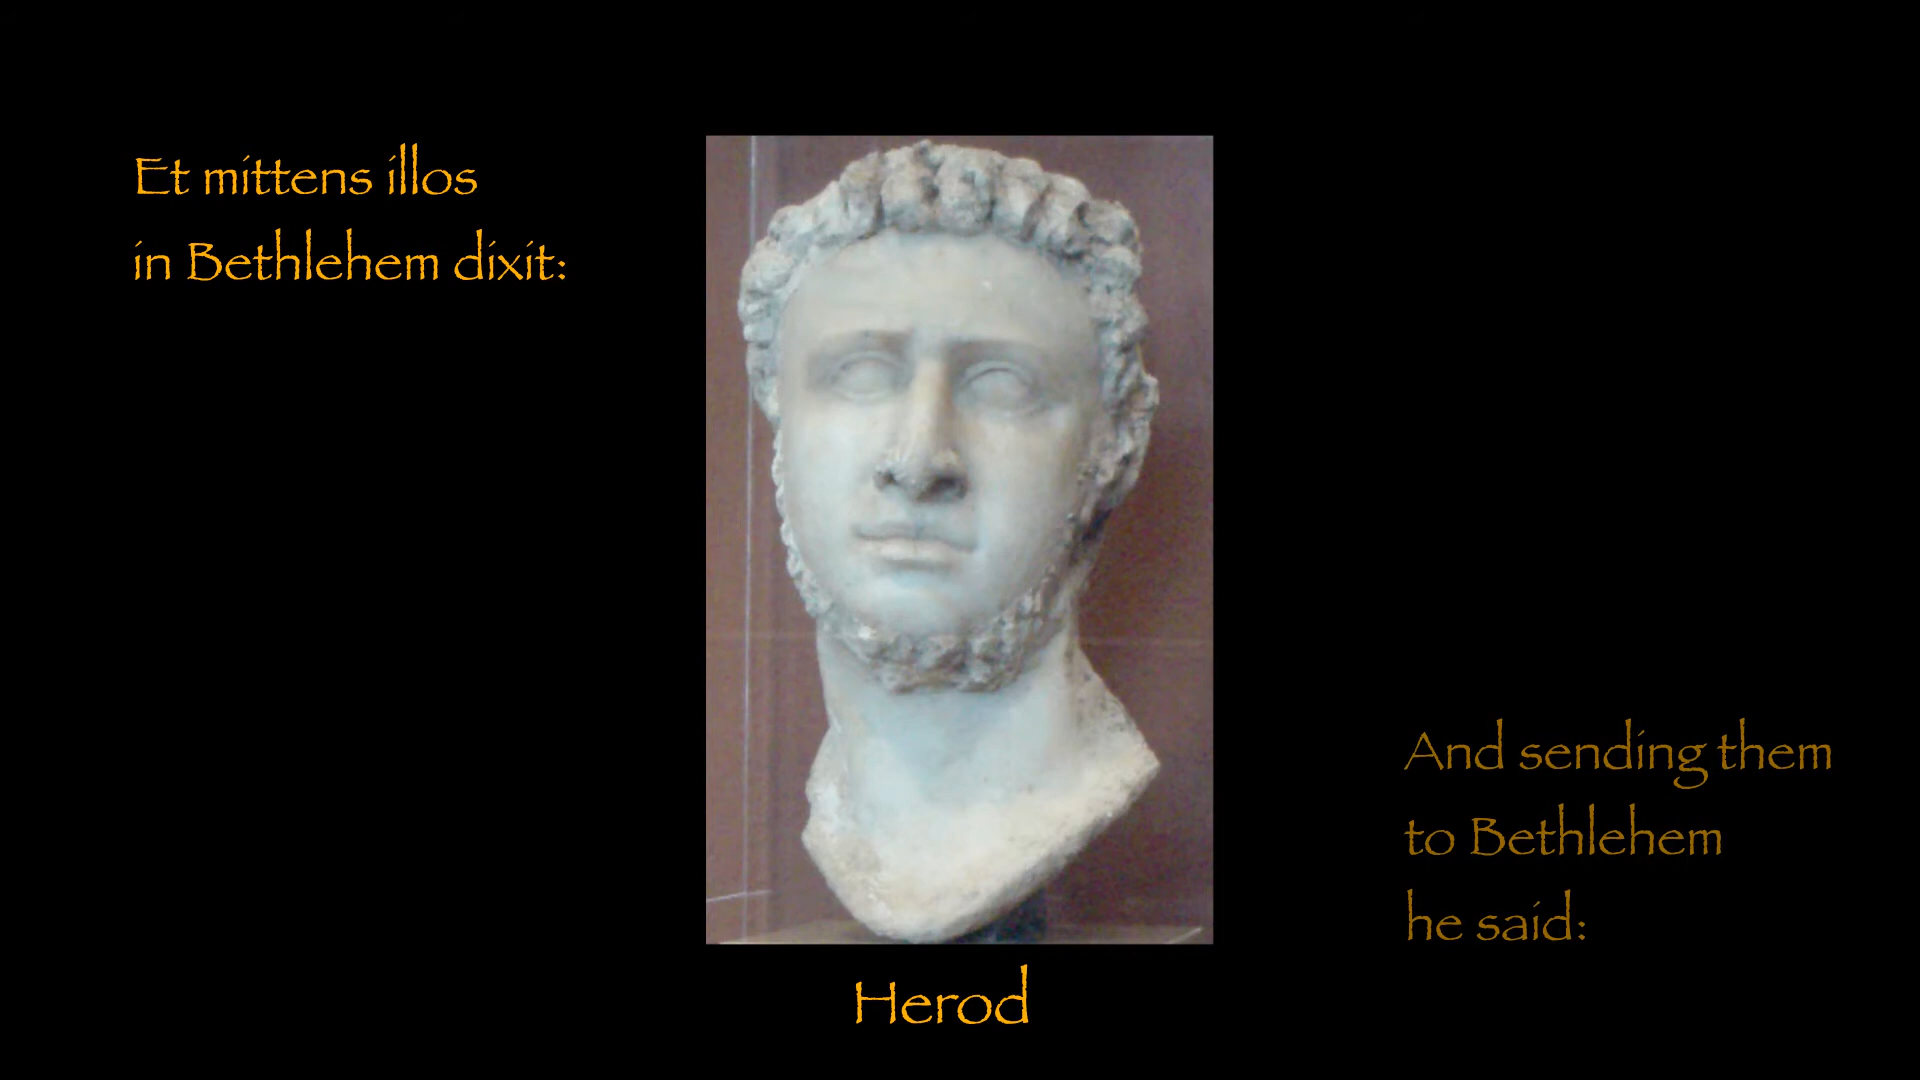 Et mittens illos
in Bethlehem dixit:
And sending them
to Bethlehem
he said:
Herod